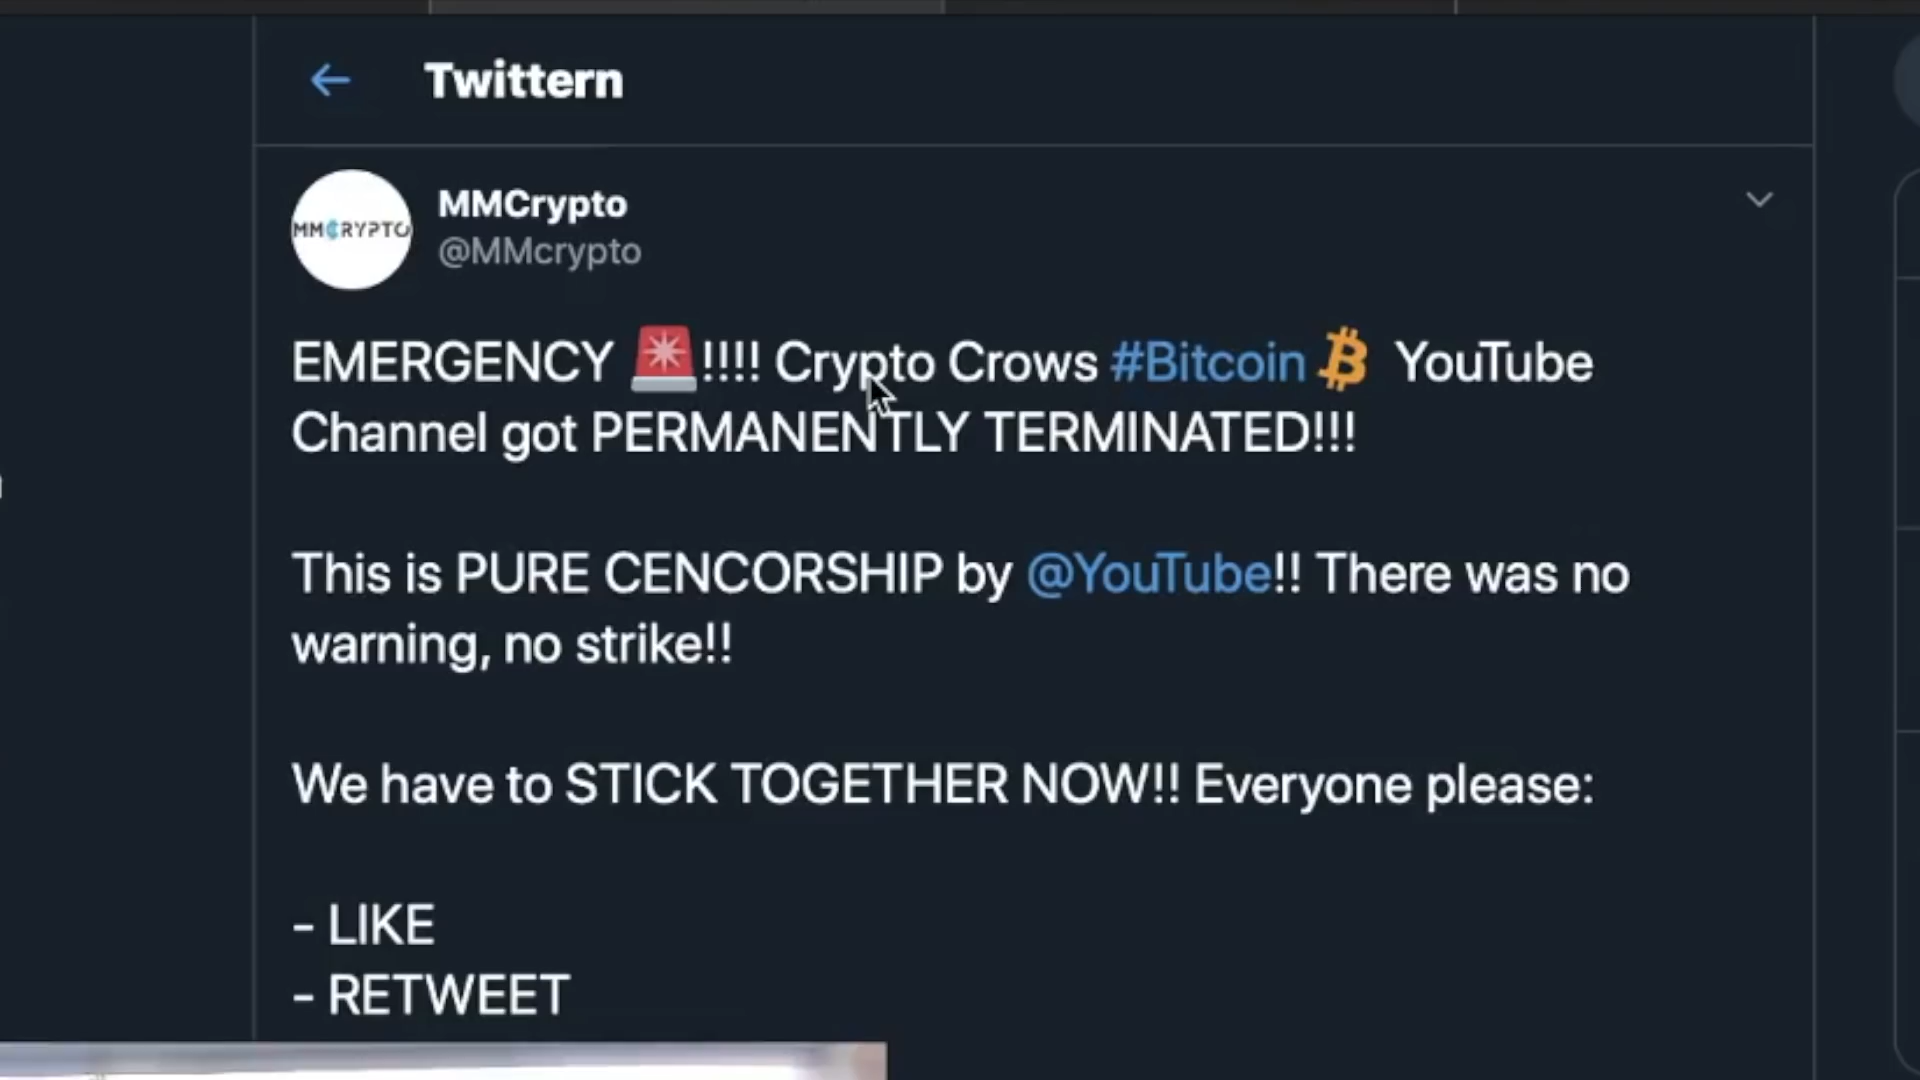 Twittern
MMCRYPTO
MMCrypto
@MMcrypto
EMERGENCY 🚨!!!! Crypto Crows #Bitcoin YouTube
Channel got PERMANENTLY TERMINATED!!!
This is PURE CENCORSHIP by @YouTube!! There was no
warning, no strike!!
We have to STICK TOGETHER NOW!! Everyone please:
- LIKE
- RETWEET